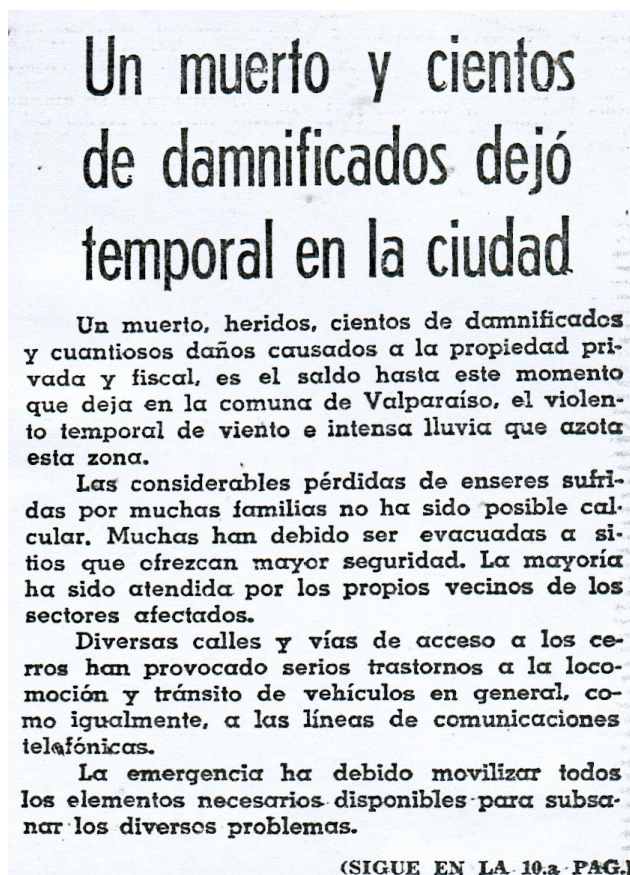 Un muerto y cientos
de damnificados dejó
temporal en la ciudad
Un muerto, heridos, cientos de damnificados
y cuantiosos daños causados a la propiedad pri-
vada y fiscal, es el saldo hasta este momento
que deja en la comuna de Valparaíso, el violen-
to temporal de viento e intensa lluvia que azota
esta zona.
Las considerables pérdidas de enseres sufri-
das por muchas familias no ha sido posible cal-
cular. Muchas han debido ser evacuadas a si-
tios que ofrezcan mayor seguridad. La mayoría
ha sido atendida por los propios vecinos de los
sectores afectados.
Diversas calles y vías de acceso a los ce-
rros han provocado serios trastornos a la loco-
moción y tránsito de vehículos en general, co-
mo igualmente, a las líneas de comunicaciones
telefónicas.
La emergencia ha debido movilizar todos
los elementos necesarios disponibles para subsa-
nar los diversos problemas.
(SIGUE EN LA 10.a PAG.)